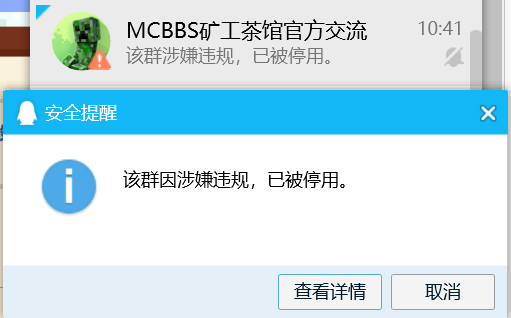 MCBBS矿工茶馆官方交流
10:41
该群涉嫌违规，已被停用。
安全提醒
该群因涉嫌违规，已被停用。
查看详情
取消